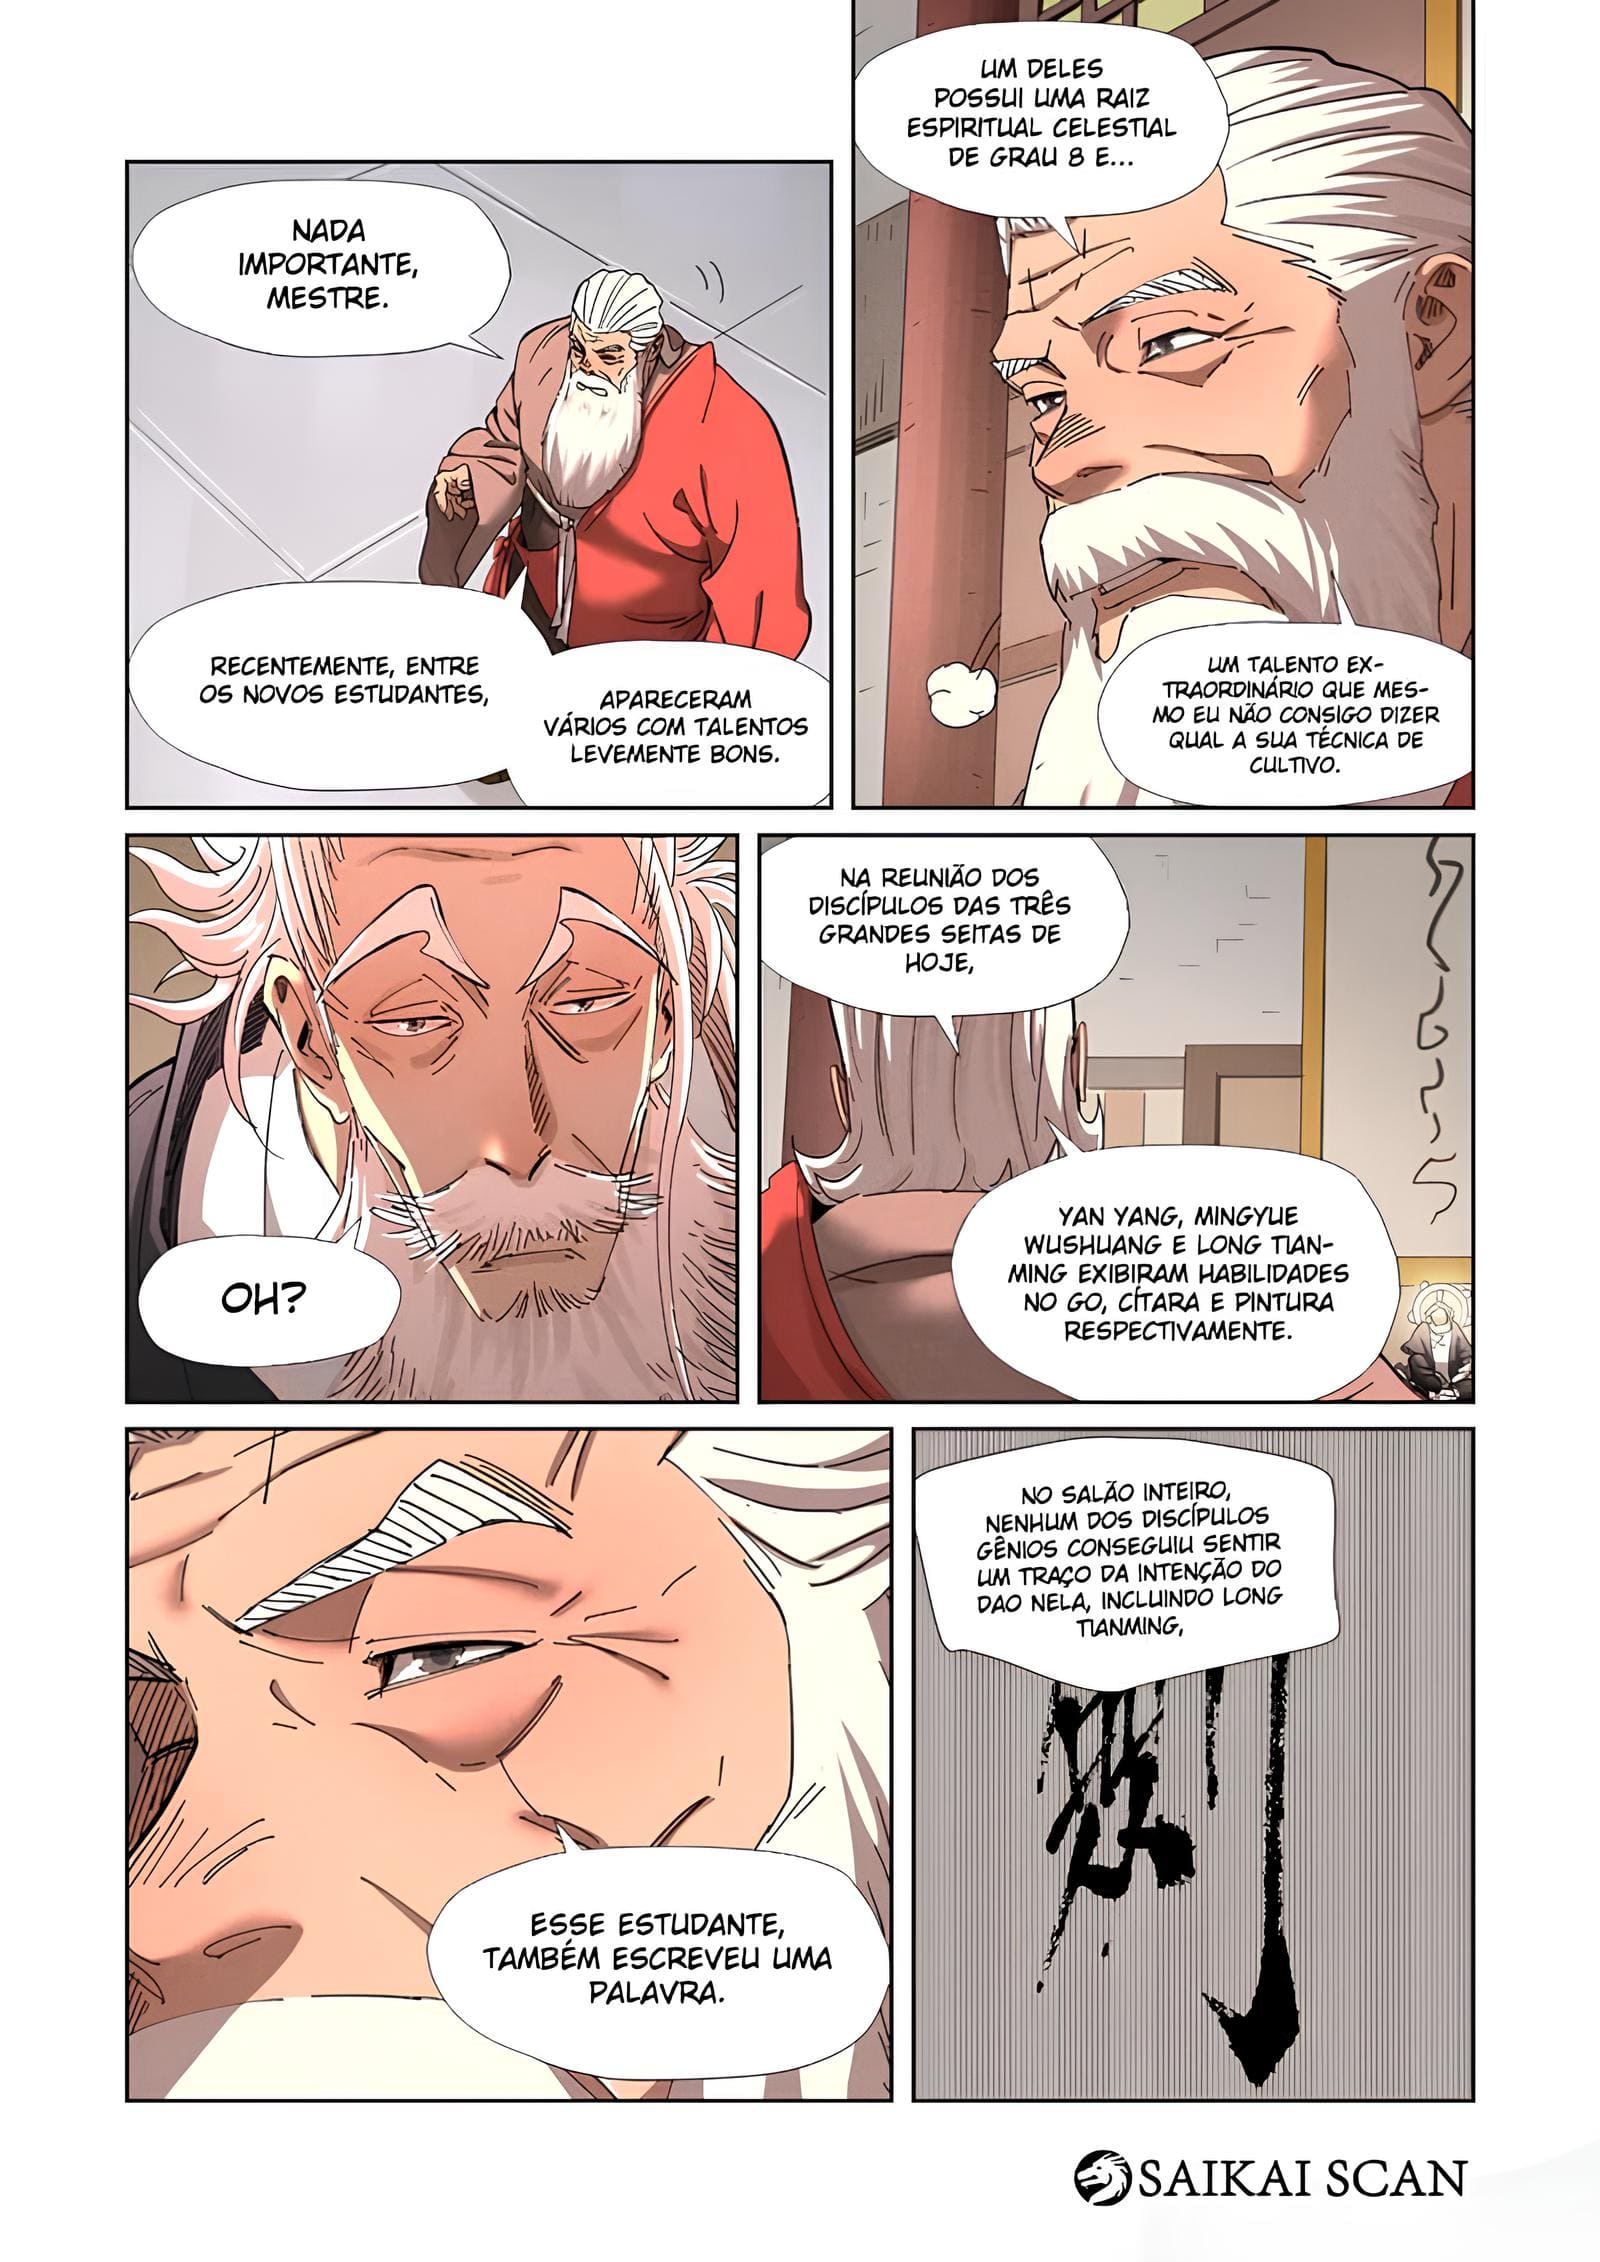 NADA
IMPORTANTE,
MESTRE.
RECENTEMENTE, ENTRE
OS NOVOS ESTUDANTES,
APARECERAM
VÁRIOS COM TALENTOS
LEVEMENTE BONS.
UM DELES
POSSUI UMA RAIZ
ESPIRITUAL CELESTIAL
DE GRAU 8 E...
UM TALENTO EX-
TRAORDINÁRIO QUE MES-
MO EU NÃO CONSIGO DIZER
QUAL A SUA TÉCNICA DE
CULTIVO.
OH?
NA REUNIÃO DOS
DISCÍPULOS DAS TRÊS
GRANDES SEITAS DE
HOJE,
YAN YANG, MINGYUE
WUSHUANG E LONG TIAN-
MING EXIBIRAM HABILIDADES
NO GO, CÍTARA E PINTURA
RESPECTIVAMENTE.
ESSE ESTUDANTE,
TAMBÉM ESCREVEU UMA
PALAVRA.
NO SALÃO INTEIRO,
NENHUM DOS DISCÍPULOS
GÊNIOS CONSEGUIU SENTIR
UM TRAÇO DA INTENÇÃO DO
DAO NELA, INCLUINDO LONG
TIANMING,
SAIKAI SCAN